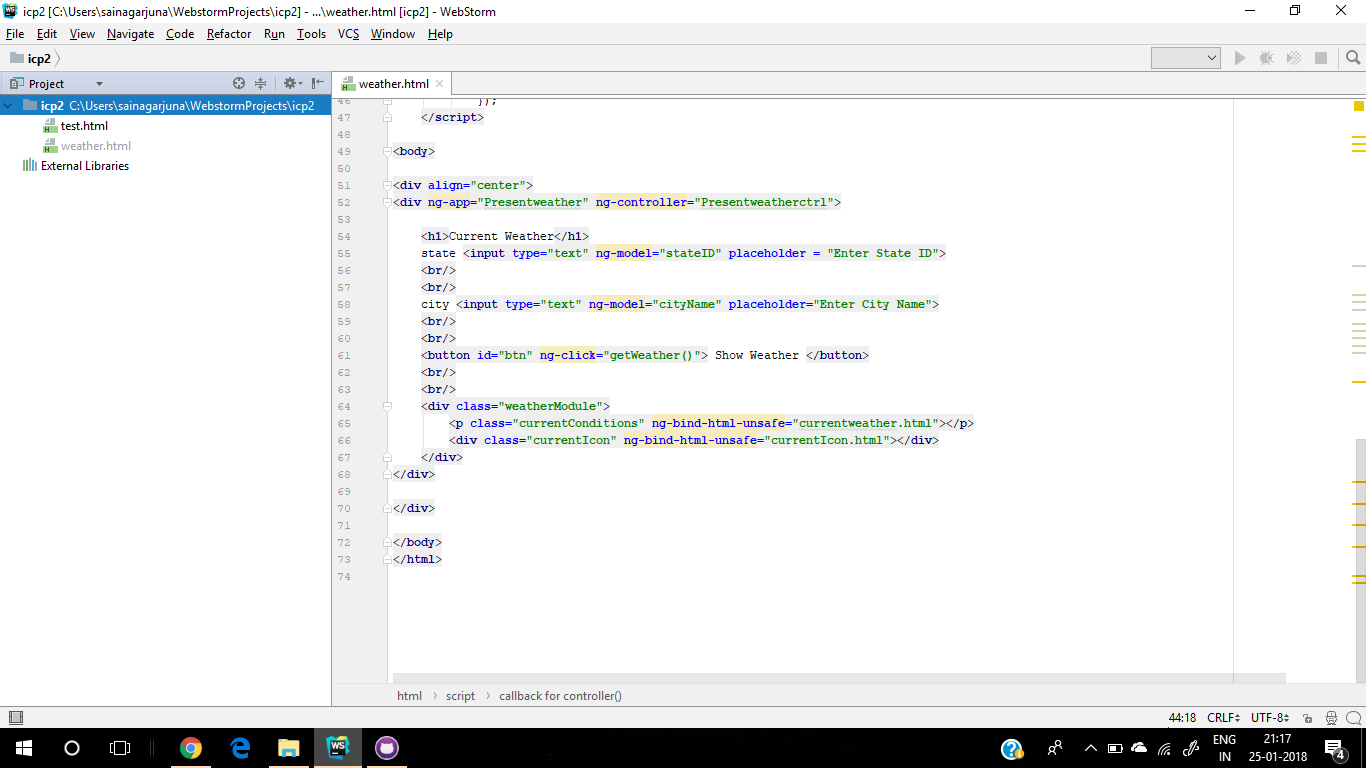 icp2 [C:\Users\sainagarjuna\WebstormProjects\icp2] - ...\weather.html [icp2] - WebStorm
File Edit View Navigate Code Refactor Run Tools VCS Window Help
icp2
Project
weather.html
icp2 C:\Users\sainagarjuna\WebstormProjects\icp2
test.html
weather.html
External Libraries
46 });
47 </script>
48
49 <body>
50
51 <div align="center">
52 <div ng-app="Presentweather" ng-controller="Presentweatherctrl">
53
54 <h1>Current Weather</h1>
55 state <input type="text" ng-model="stateID" placeholder = "Enter State ID">
56 <br/>
57 <br/>
58 city <input type="text" ng-model="cityName" placeholder="Enter City Name">
59 <br/>
60 <br/>
61 <button id="btn" ng-click="getWeather()"> Show Weather </button>
62 <br/>
63 <br/>
64 <div class="weatherModule">
65 <p class="currentConditions" ng-bind-html-unsafe="currentweather.html"></p>
66 <div class="currentIcon" ng-bind-html-unsafe="currentIcon.html"></div>
67 </div>
68 </div>
69
70 </div>
71
72 </body>
73 </html>
74
html script callback for controller()
44:18 CRLF UTF-8
WS
ENG
IN
21:17
25-01-2018
4